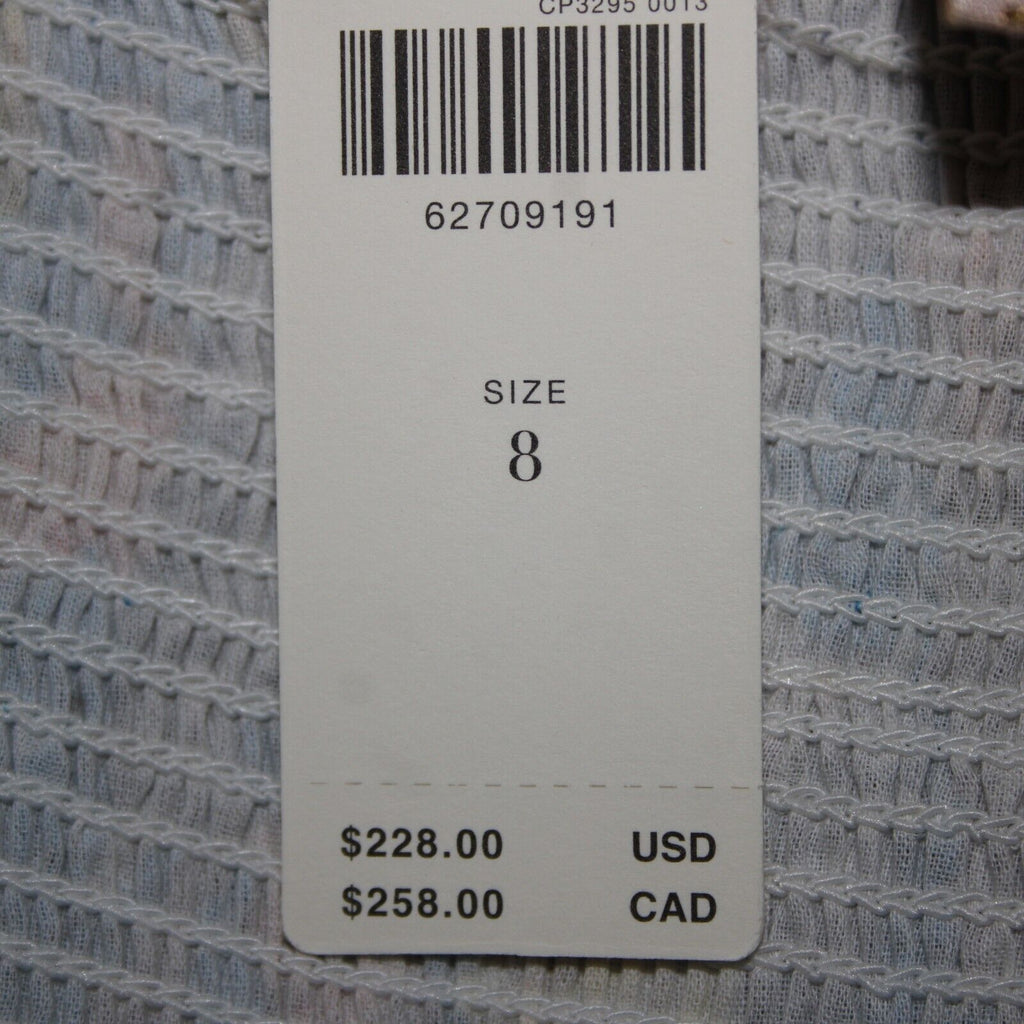 CP3295 0013
62709191
SIZE
8
$228.00 USD
$258.00 CAD